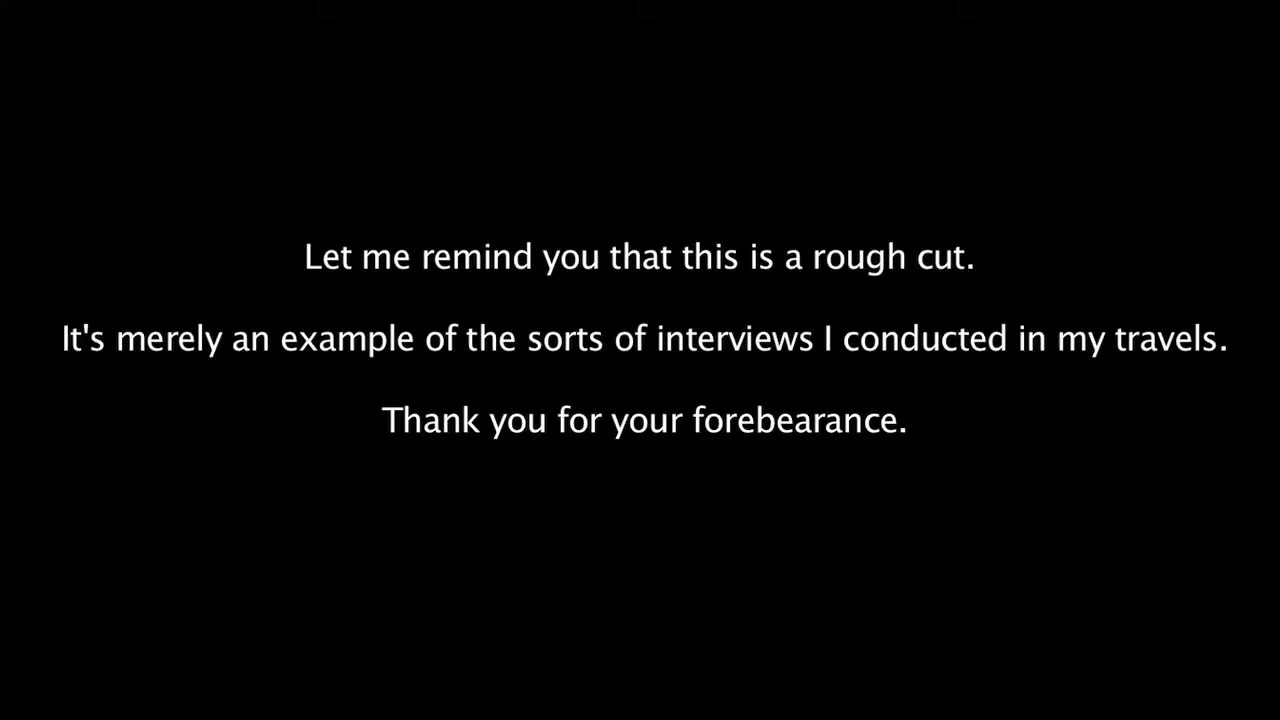 Let me remind you that this is a rough cut.
It's merely an example of the sorts of interviews I conducted in my travels.
Thank you for your forebearance.